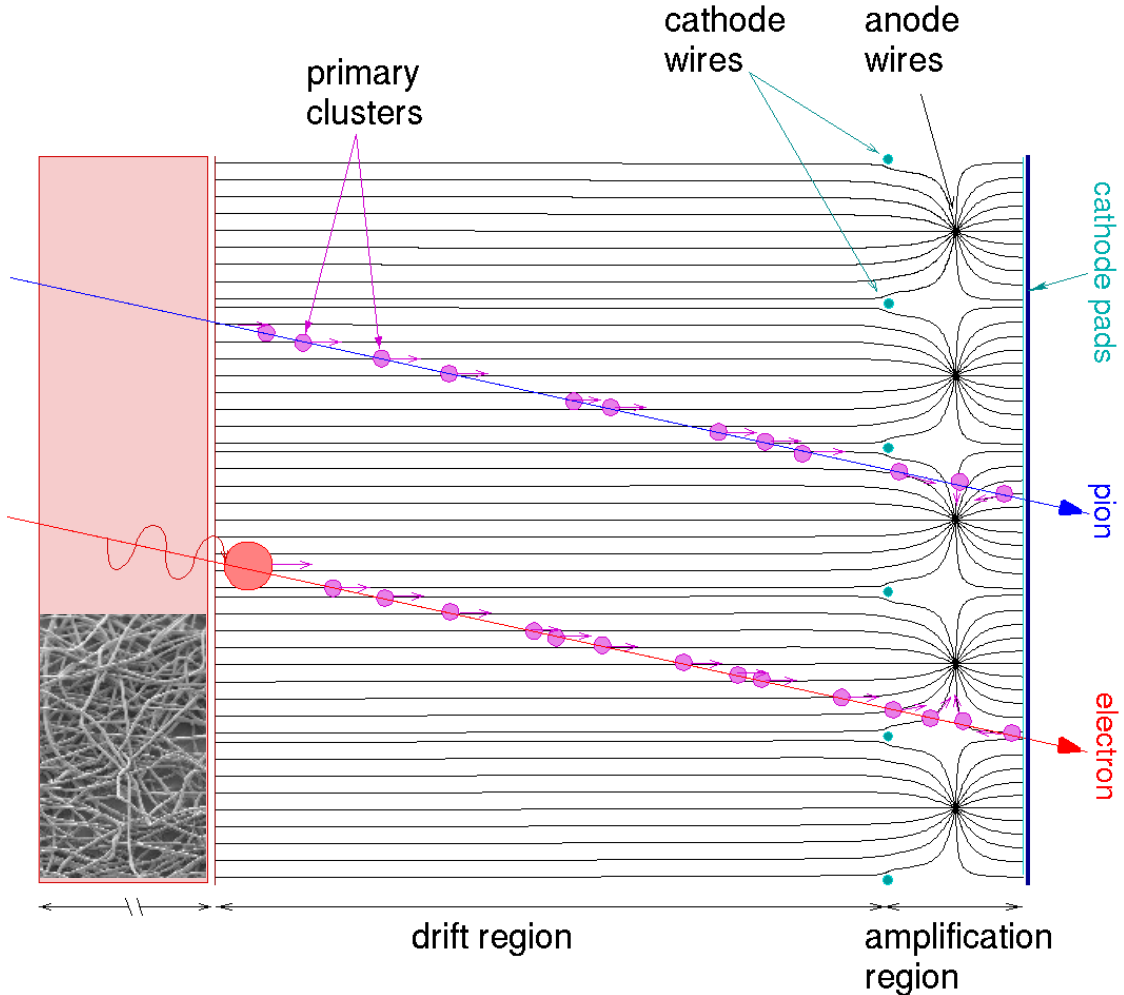 cathode
wires
anode
wires
primary
clusters
cathode pads
pion
electron
drift region
amplification
region